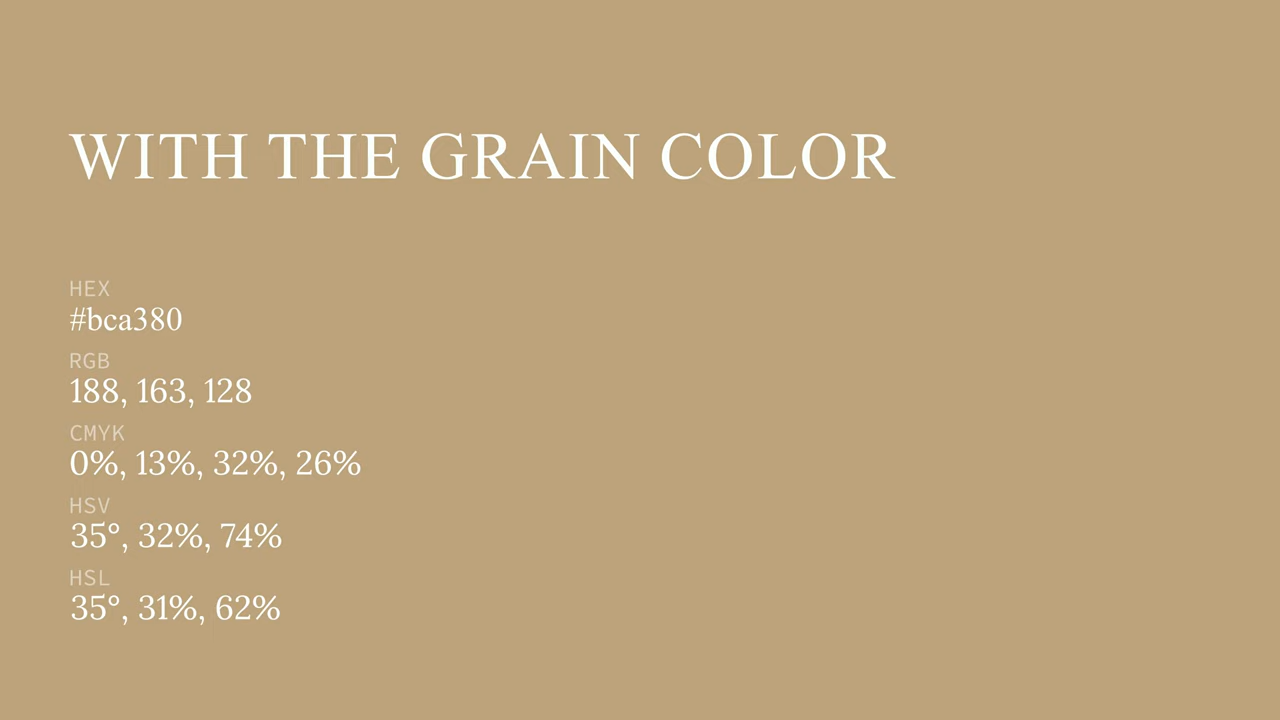 WITH THE GRAIN COLOR
HEX
#bca380
RGB
188, 163, 128
CMYK
0%, 13%, 32%, 26%
HSV
35°, 32%, 74%
HSL
35°, 31%, 62%